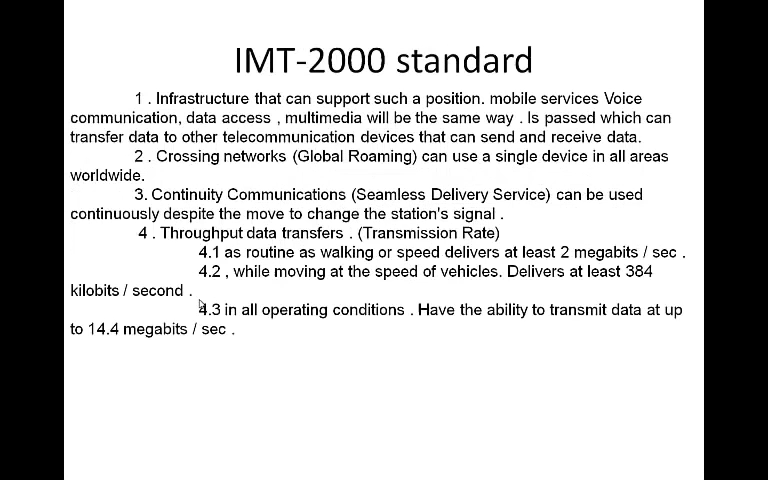 IMT-2000 standard
1 . Infrastructure that can support such a position. mobile services Voice
communication, data access , multimedia will be the same way . Is passed which can
transfer data to other telecommunication devices that can send and receive data.
2 . Crossing networks (Global Roaming) can use a single device in all areas
worldwide.
3. Continuity Communications (Seamless Delivery Service) can be used
continuously despite the move to change the station's signal .
4 . Throughput data transfers . (Transmission Rate)
4.1 as routine as walking or speed delivers at least 2 megabits / sec .
4.2 , while moving at the speed of vehicles. Delivers at least 384
kilobits / second .
4.3 in all operating conditions . Have the ability to transmit data at up
to 14.4 megabits / sec .